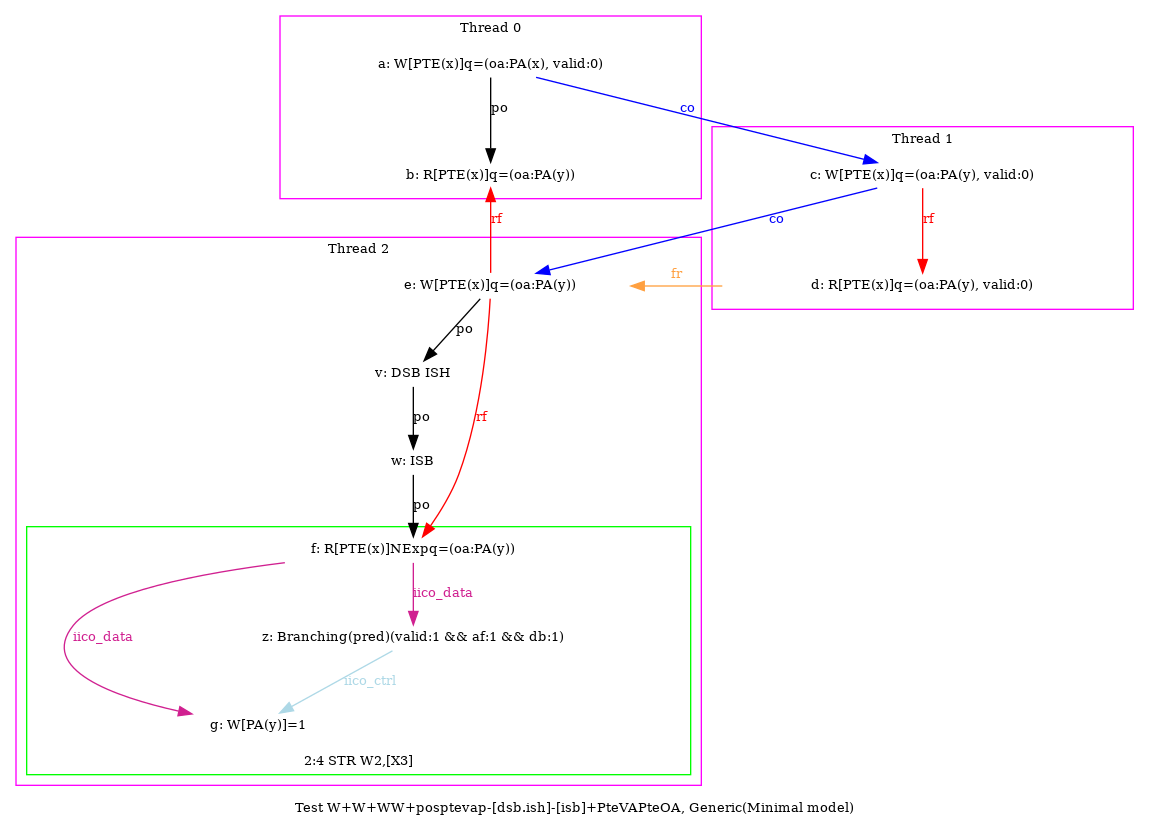 Thread 0
a: W[PTE(x)]q=(oa:PA(x), valid:0)
po
co
Thread 1
b: R[PTE(x)]q=(oa:PA(y))
c: W[PTE(x)]q=(oa:PA(y), valid:0)
rf
co
rf
Thread 2
e: W[PTE(x)]q=(oa:PA(y))
fr
d: R[PTE(x)]q=(oa:PA(y), valid:0)
po
v: DSB ISH
po
rf
w: ISB
po
f: R[PTE(x)]NExpq=(oa:PA(y))
iico_data
iico_data
z: Branching(pred)(valid:1 && af:1 && db:1)
iico_ctrl
g: W[PA(y)]=1
2:4 STR W2,[X3]
Test W+W+WW+posptevap-[dsb.ish]-[isb]+PteVAPteOA, Generic(Minimal model)